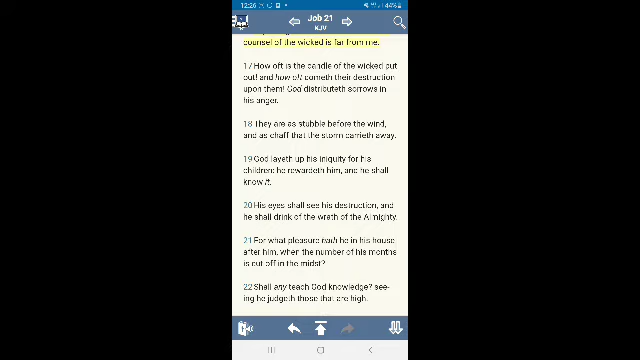 12:26 44%
Job 21
KJV
counsel of the wicked is far from me.
17 How oft is the candle of the wicked put
out! and how oft cometh their destruction
upon them! God distributeth sorrows in
his anger.
18 They are as stubble before the wind,
and as chaff that the storm carrieth away.
19 God layeth up his iniquity for his
children: he rewardeth him, and he shall
know it.
20 His eyes shall see his destruction, and
he shall drink of the wrath of the Almighty.
21 For what pleasure hath he in his house
after him, when the number of his months
is cut off in the midst?
22 Shall any teach God knowledge? see-
ing he judgeth those that are high.